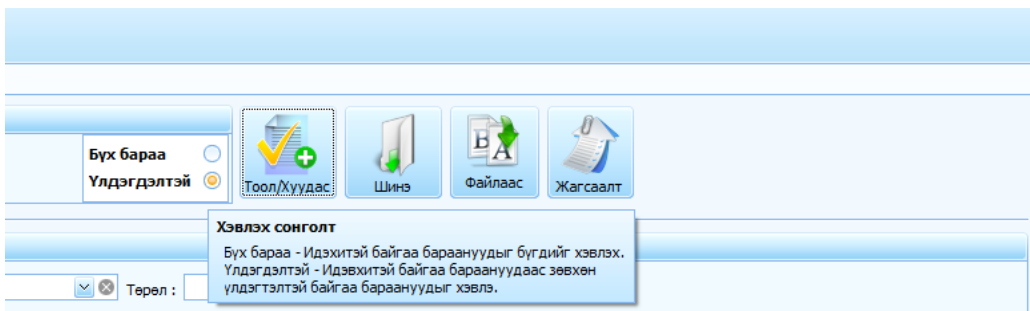 Бүх бараа
Үлдэгдэлтэй
Тоол/Хуудас
Шинэ
Файлаас
Жагсаалт
Хэвлэх сонголт
Бүх бараа - Идэхитэй байгаа бараануудыг бүгдийг хэвлэх.
Үлдэгдэлтэй - Идэвхитэй байгаа бараануудаас зөвхөн
үлдэгтэлтэй байгаа бараануудыг хэвлэ.
Төрөл :